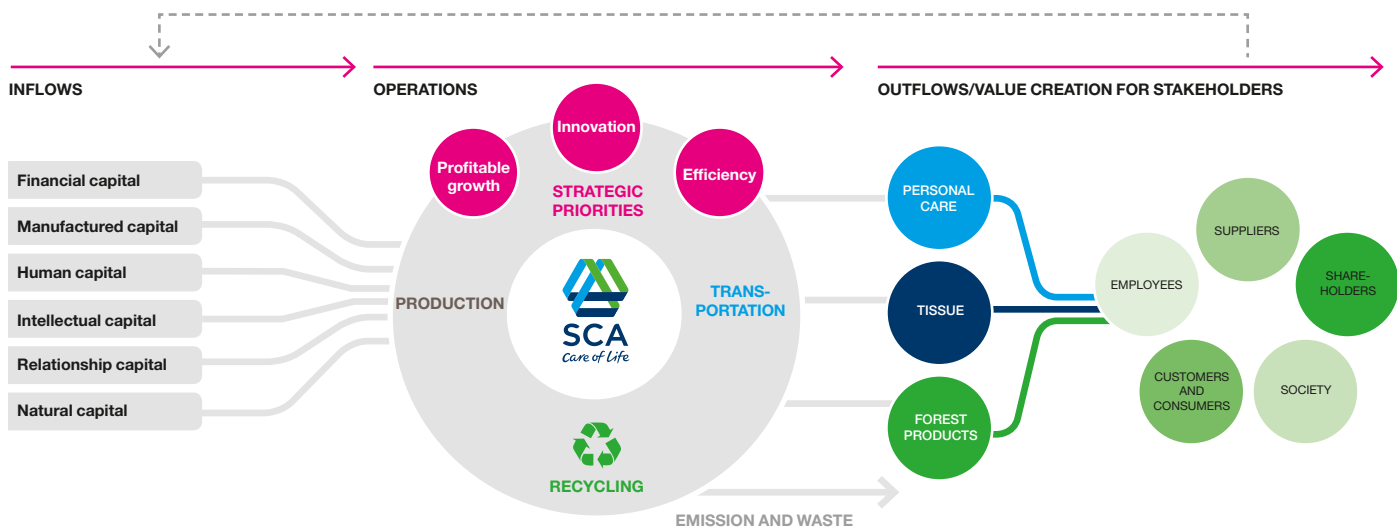 INFLOWS
OPERATIONS
OUTFLOWS/VALUE CREATION FOR STAKEHOLDERS
Financial capital
Manufactured capital
Human capital
Intellectual capital
Relationship capital
Natural capital
Profitable
growth
Innovation
Efficiency
STRATEGIC
PRIORITIES
PRODUCTION
SCA
Care of Life
TRANS-
PORTATION
RECYCLING
EMISSION AND WASTE
PERSONAL
CARE
TISSUE
FOREST
PRODUCTS
EMPLOYEES
SUPPLIERS
SHARE-
HOLDERS
CUSTOMERS
AND
CONSUMERS
SOCIETY